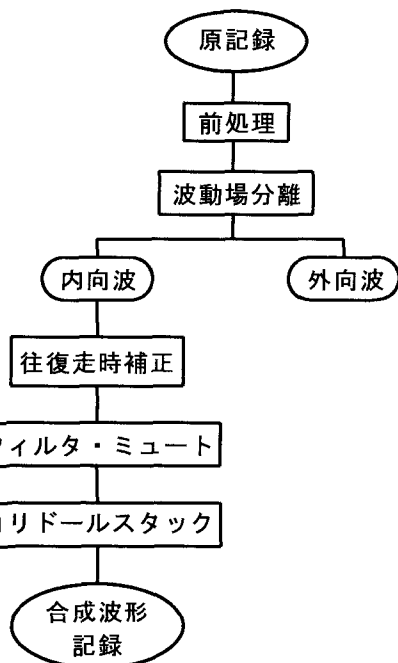 原記録
前処理
波動場分離
内向波
外向波
往復走時補正
フィルタ・ミュート
コリドールスタック
合成波形
記録